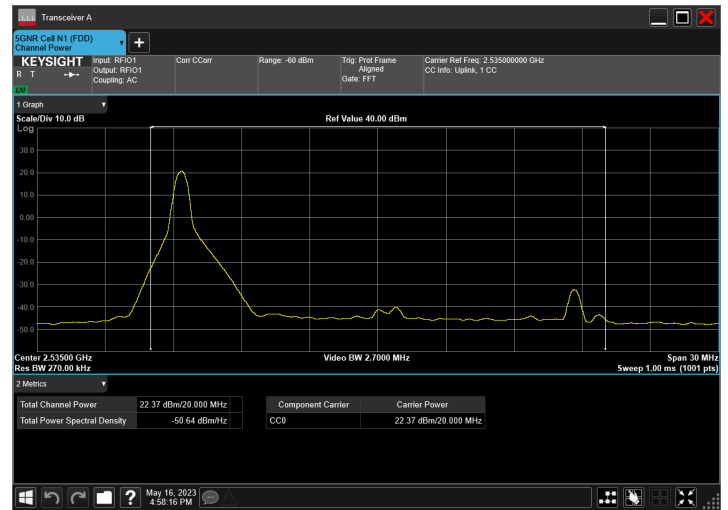 Transceiver A
5GNR Cell N1 (FDD)
Channel Power
+
KEYSIGHT
R T
LXI
Input: RFIO1
Output: RFIO1
Coupling: AC
Corr CCorr
Range: -60 dBm
Trig: Prot Frame
Aligned
Gate: FFT
Carrier Ref Freq: 2.535000000 GHz
CC Info: Uplink, 1 CC
1 Graph
Scale/Div 10.0 dB
Ref Value 40.00 dBm
Log
30.0
20.0
10.0
0.00
-10.0
-20.0
-30.0
-40.0
-50.0
Center 2.53500 GHz
Video BW 2.7000 MHz
Span 30 MHz
Res BW 270.00 kHz
Sweep 1.00 ms (1001 pts)
2 Metrics
Total Channel Power 22.37 dBm/20.000 MHz
Total Power Spectral Density -50.64 dBm/Hz
Component Carrier Carrier Power
CC0 22.37 dBm/20.000 MHz
?
May 16, 2023
4:58:16 PM